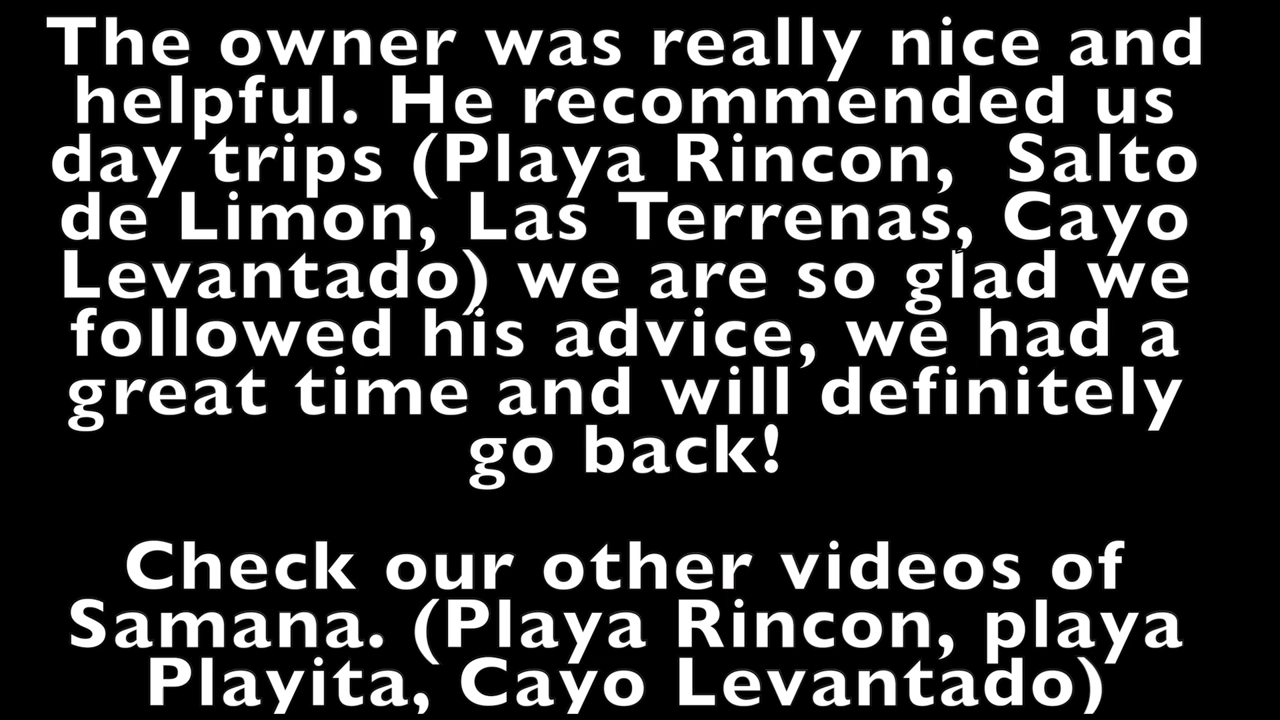 The owner was really nice and
helpful. He recommended us
day trips (Playa Rincon, Salto
de Limon, Las Terrenas, Cayo
Levantado) we are so glad we
followed his advice, we had a
great time and will definitely
go back!
Check our other videos of
Samana. (Playa Rincon, playa
Playita, Cayo Levantado)